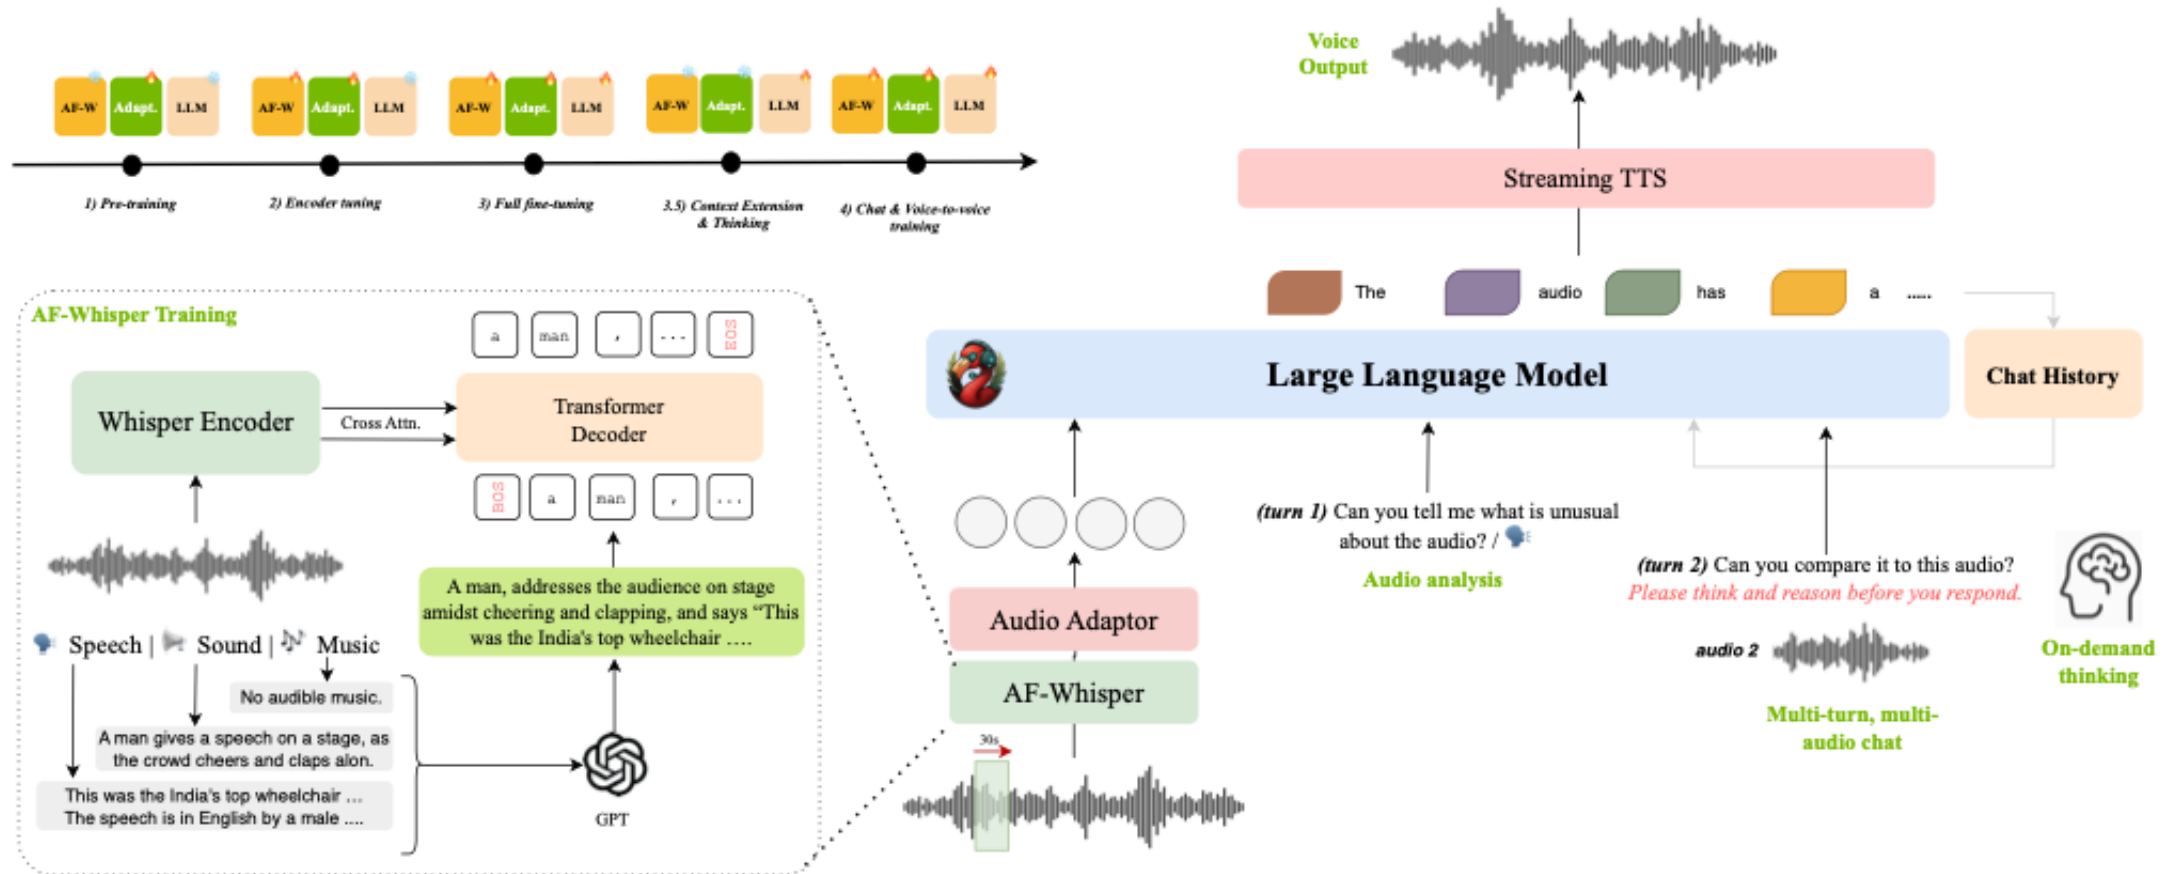 AF-W Adapt. LLM
AF-W Adapt. LLM
AF-W Adapt. LLM
AF-W Adapt. LLM
AF-W Adapt. LLM
1) Pre-training
2) Encoder tuning
3) Full fine-tuning
3.5) Context Extension
& Thinking
4) Chat & Voice-to-voice
training
AF-Whisper Training
a man , ... EOS
Whisper Encoder
Cross Attn.
Transformer
Decoder
BOS a man , ...
A man, addresses the audience on stage
amidst cheering and clapping, and says “This
was the India's top wheelchair ….
Speech | Sound | Music
No audible music.
A man gives a speech on a stage, as
the crowd cheers and claps alon.
This was the India's top wheelchair ...
The speech is in English by a male ....
GPT
Voice
Output
Streaming TTS
The audio has a .....
Large Language Model
Chat History
(turn 1) Can you tell me what is unusual
about the audio? /
Audio analysis
(turn 2) Can you compare it to this audio?
Please think and reason before you respond.
audio 2
On-demand
thinking
Multi-turn, multi-
audio chat
Audio Adaptor
AF-Whisper
30s